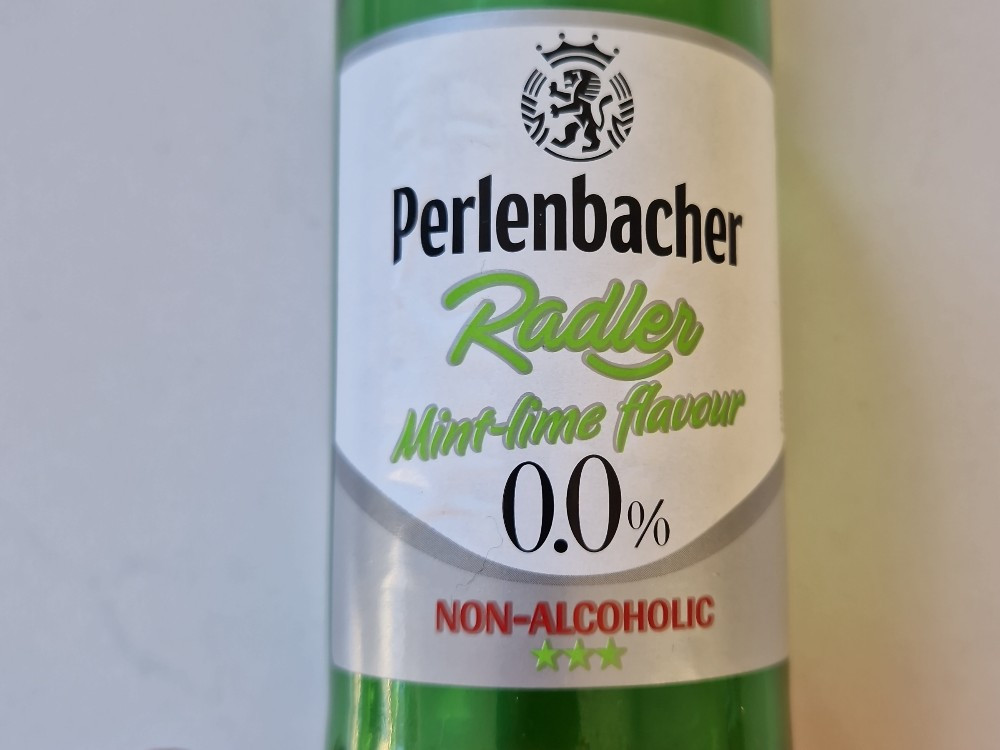 Perlenbacher
Radler
Mint-lime flavour
0.0%
NON-ALCOHOLIC